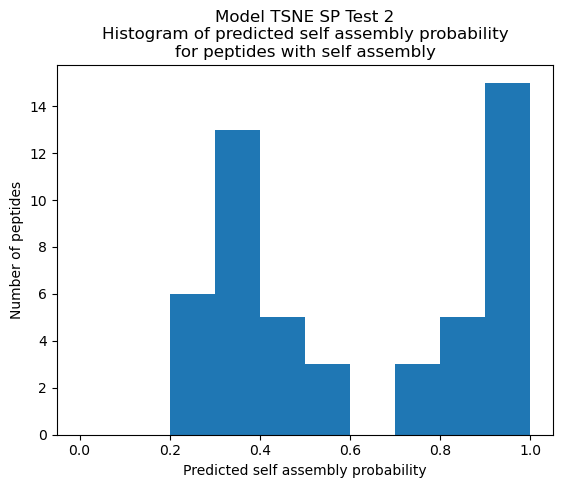 Model TSNE SP Test 2
Histogram of predicted self assembly probability
for peptides with self assembly
14
12
10
8
6
4
2
0
Number of peptides
0.0 0.2 0.4 0.6 0.8 1.0
Predicted self assembly probability